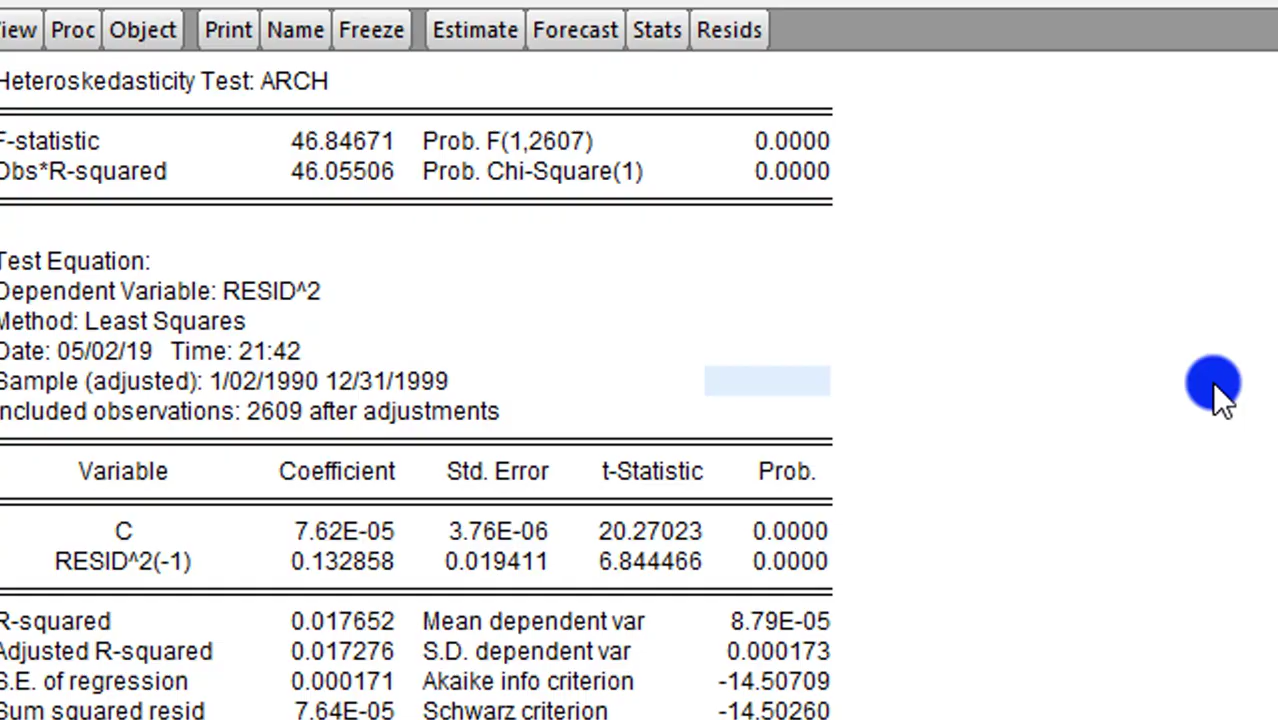 iew Proc Object Print Name Freeze Estimate Forecast Stats Resids
Heteroskedasticity Test: ARCH
F-statistic 46.84671 Prob. F(1,2607) 0.0000
Obs*R-squared 46.05506 Prob. Chi-Square(1) 0.0000
Test Equation:
Dependent Variable: RESID^2
Method: Least Squares
Date: 05/02/19 Time: 21:42
Sample (adjusted): 1/02/1990 12/31/1999
Included observations: 2609 after adjustments
Variable Coefficient Std. Error t-Statistic Prob.
C 7.62E-05 3.76E-06 20.27023 0.0000
RESID^2(-1) 0.132858 0.019411 6.844466 0.0000
R-squared 0.017652 Mean dependent var 8.79E-05
Adjusted R-squared 0.017276 S.D. dependent var 0.000173
S.E. of regression 0.000171 Akaike info criterion -14.50709
Sum squared resid 7.64E-05 Schwarz criterion -14.50260